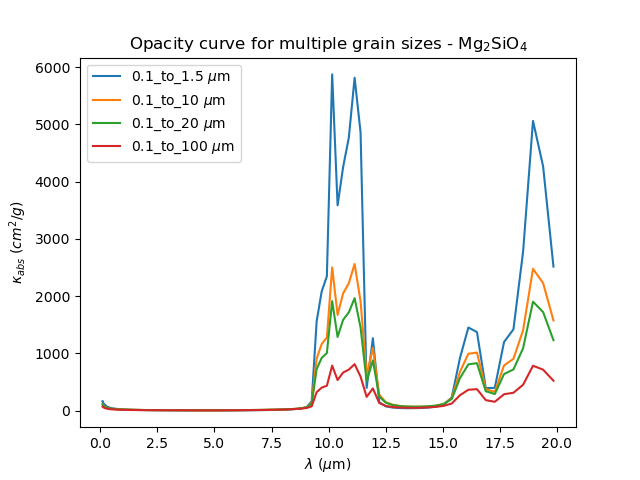 Opacity curve for multiple grain sizes - Mg₂SiO₄
0.1_to_1.5 μm
0.1_to_10 μm
0.1_to_20 μm
0.1_to_100 μm
6000
5000
4000
3000
2000
1000
0
κ_abs (cm²/g)
0.0 2.5 5.0 7.5 10.0 12.5 15.0 17.5 20.0
λ (μm)